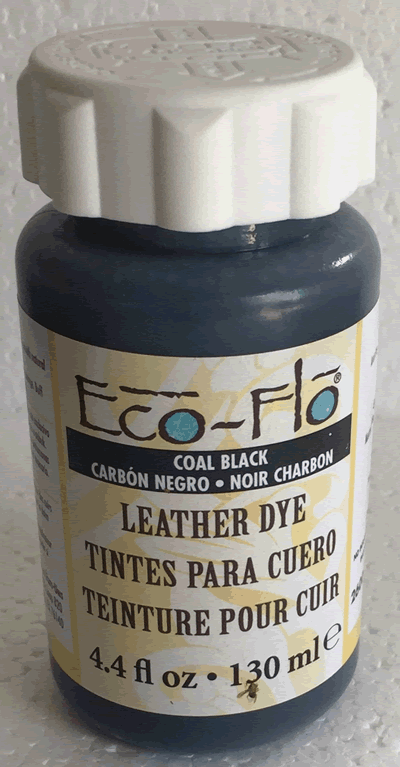 Eco-Flo®
COAL BLACK
CARBÓN NEGRO • NOIR CHARBON
LEATHER DYE
TINTES PARA CUERO
TEINTURE POUR CUIR
4.4 fl oz • 130 ml ℮